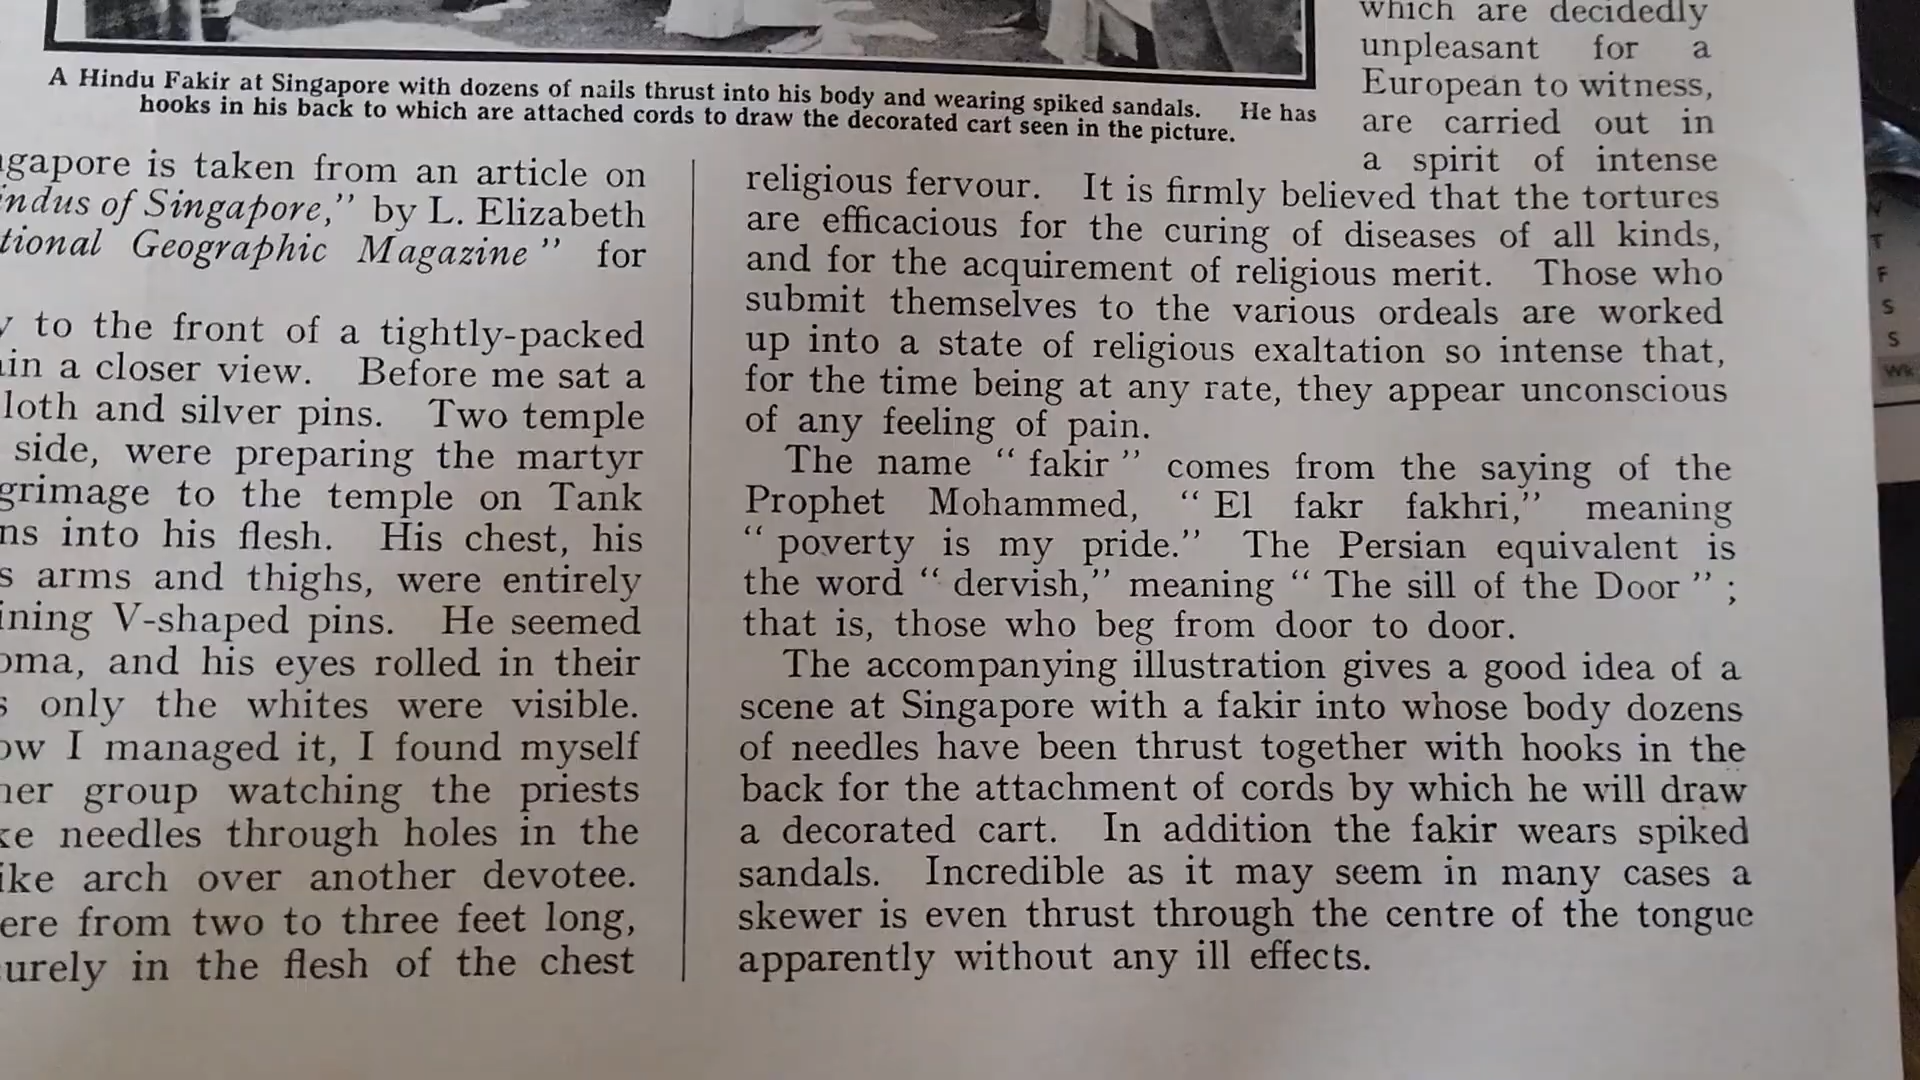 A Hindu Fakir at Singapore with dozens of nails thrust into his body and wearing spiked sandals. He has
hooks in his back to which are attached cords to draw the decorated cart seen in the picture.
is taken from an article on
of Singapore," by L. Elizabeth
Geographic Magazine" for
to the front of a tightly-packed
in a closer view. Before me sat a
and silver pins. Two temple
side, were preparing the martyr
to the temple on Tank
into his flesh. His chest, his
arms and thighs, were entirely
V-shaped pins. He seemed
and his eyes rolled in their
only the whites were visible.
I managed it, I found myself
group watching the priests
needles through holes in the
arch over another devotee.
from two to three feet long,
in the flesh of the chest
which are decidedly
unpleasant for a
European to witness,
are carried out in
a spirit of intense
religious fervour. It is firmly believed that the tortures
are efficacious for the curing of diseases of all kinds,
and for the acquirement of religious merit. Those who
submit themselves to the various ordeals are worked
up into a state of religious exaltation so intense that,
for the time being at any rate, they appear unconscious
of any feeling of pain.
The name "fakir" comes from the saying of the
Prophet Mohammed, "El fakr fakhri," meaning
"poverty is my pride." The Persian equivalent is
the word "dervish," meaning "The sill of the Door";
that is, those who beg from door to door.
The accompanying illustration gives a good idea of a
scene at Singapore with a fakir into whose body dozens
of needles have been thrust together with hooks in the
back for the attachment of cords by which he will draw
a decorated cart. In addition the fakir wears spiked
sandals. Incredible as it may seem in many cases a
skewer is even thrust through the centre of the tongue
apparently without any ill effects.
T
F
S
S
Wk